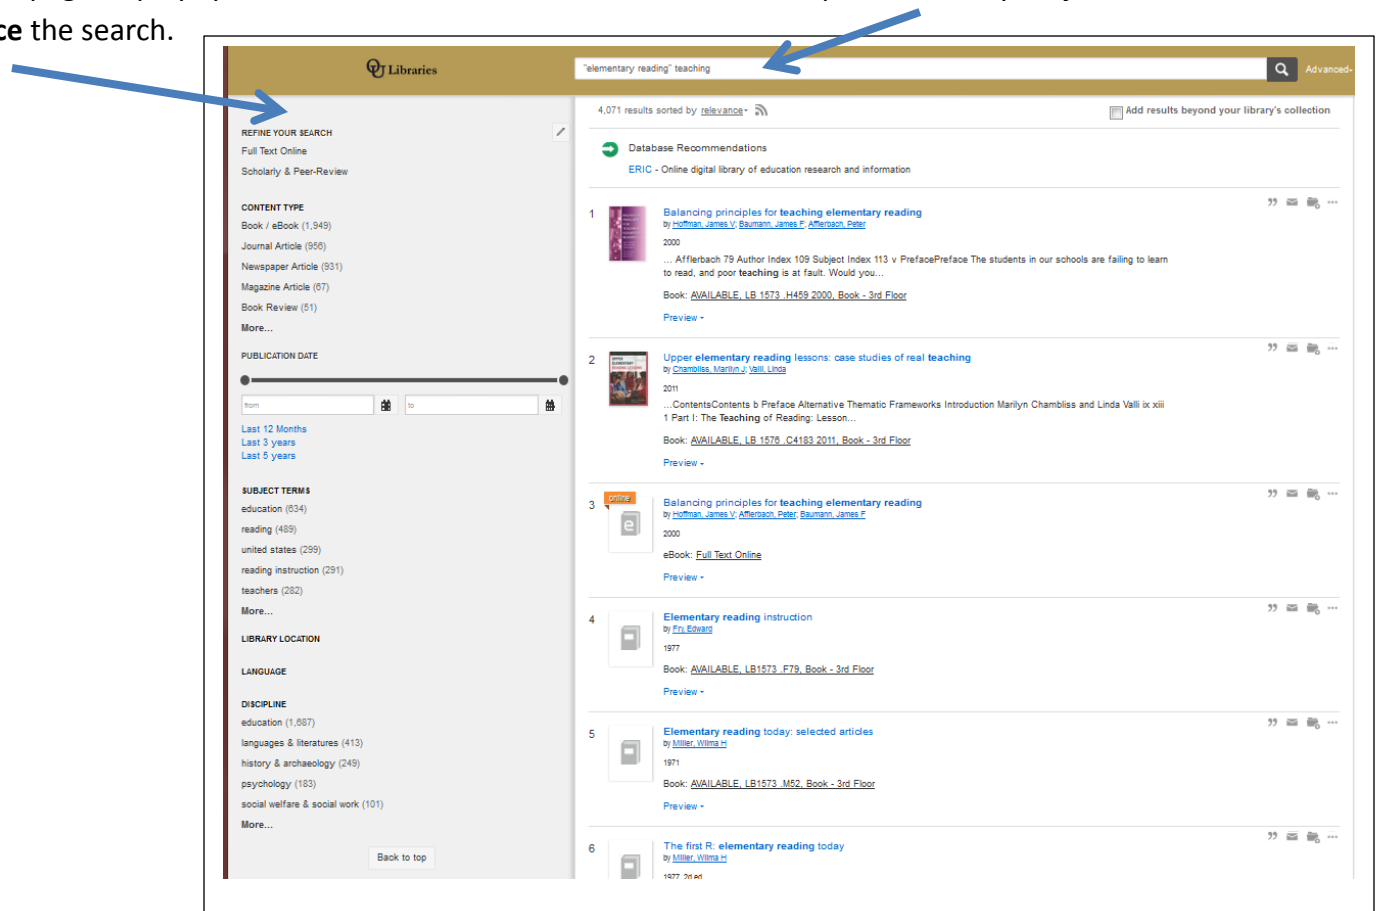 ce the search.
OU Libraries
"elementary reading" teaching
Advanced
REFINE YOUR SEARCH
Full Text Online
Scholarly & Peer-Review
CONTENT TYPE
Book / eBook (1,949)
Journal Article (956)
Newspaper Article (931)
Magazine Article (67)
Book Review (51)
More...
PUBLICATION DATE
from
to
Last 12 Months
Last 3 years
Last 5 years
SUBJECT TERMS
education (634)
reading (489)
united states (299)
reading instruction (291)
teachers (282)
More...
LIBRARY LOCATION
LANGUAGE
DISCIPLINE
education (1,687)
languages & literatures (413)
history & archaeology (249)
psychology (183)
social welfare & social work (101)
More...
Back to top
4,071 results sorted by relevance
Add results beyond your library's collection
Database Recommendations
ERIC - Online digital library of education research and information
1
Balancing principles for teaching elementary reading
by Hoffman, James V; Baumann, James F; Afflerbach, Peter
2000
... Afflerbach 79 Author Index 109 Subject Index 113 v PrefacePreface The students in our schools are failing to learn
to read, and poor teaching is at fault. Would you...
Book: AVAILABLE, LB 1573 .H459 2000, Book - 3rd Floor
Preview
2
Upper elementary reading lessons: case studies of real teaching
by Chambliss, Marilyn J; Valli, Linda
2011
...ContentsContents b Preface Alternative Thematic Frameworks Introduction Marilyn Chambliss and Linda Valli ix xiii
1 Part I: The Teaching of Reading: Lesson...
Book: AVAILABLE, LB 1576 .C4183 2011, Book - 3rd Floor
Preview
3
online
Balancing principles for teaching elementary reading
by Hoffman, James V; Afflerbach, Peter; Baumann, James F
2000
eBook: Full Text Online
Preview
4
Elementary reading instruction
by Fry, Edward
1977
Book: AVAILABLE, LB1573 .F79, Book - 3rd Floor
Preview
5
Elementary reading today: selected articles
by Miller, Wilma H
1971
Book: AVAILABLE, LB1573 .M52, Book - 3rd Floor
Preview
6
The first R: elementary reading today
by Miller, Wilma H
1977, 2d ed